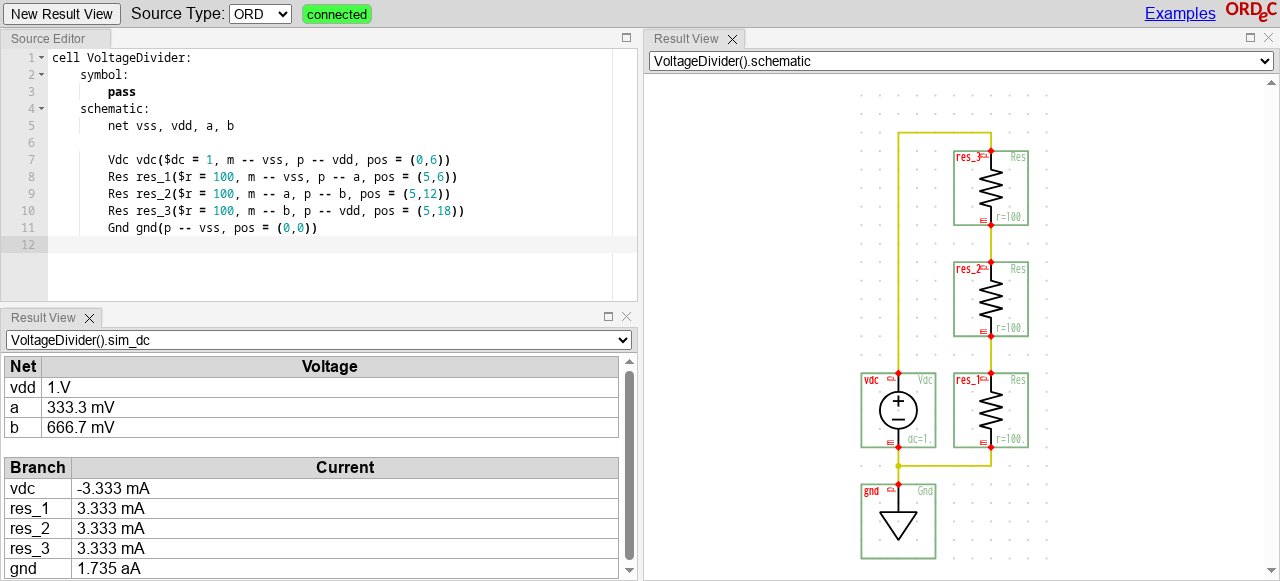 New Result View Source Type: ORD connected Examples ORDeC
Source Editor
1 cell VoltageDivider:
2 symbol:
3 pass
4 schematic:
5 net vss, vdd, a, b
6
7 Vdc vdc($dc = 1, m -- vss, p -- vdd, pos = (0,6))
8 Res res_1($r = 100, m -- vss, p -- a, pos = (5,6))
9 Res res_2($r = 100, m -- a, p -- b, pos = (5,12))
10 Res res_3($r = 100, m -- b, p -- vdd, pos = (5,18))
11 Gnd gnd(p -- vss, pos = (0,0))
12
Result View
VoltageDivider().sim_dc
Net Voltage
vdd 1.V
a 333.3 mV
b 666.7 mV
Branch Current
vdc -3.333 mA
res_1 3.333 mA
res_2 3.333 mA
res_3 3.333 mA
gnd 1.735 aA
Result View
VoltageDivider().schematic
res_3 p Res
m r=100.
res_2 p Res
m r=100.
vdc p Vdc res_1 p Res
m dc=1. m r=100.
gnd p Gnd